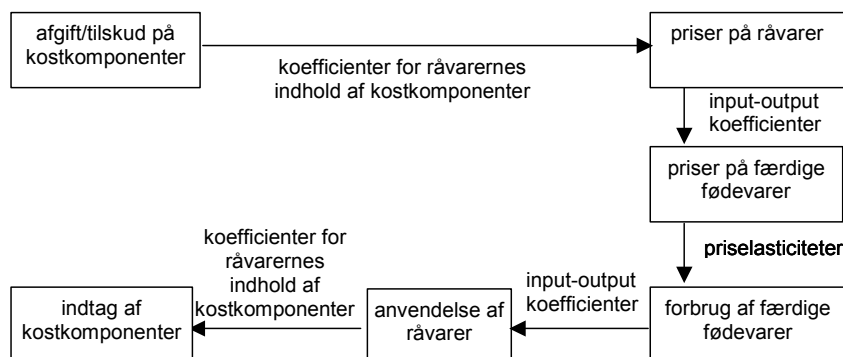 afgift/tilskud på
kostkomponenter
koefficienter for råvarernes
indhold af kostkomponenter
priser på råvarer
input-output
koefficienter
priser på færdige
fødevarer
priselasticiteter
forbrug af færdige
fødevarer
input-output
koefficienter
anvendelse af
råvarer
koefficienter for
råvarernes
indhold af
kostkomponenter
indtag af
kostkomponenter